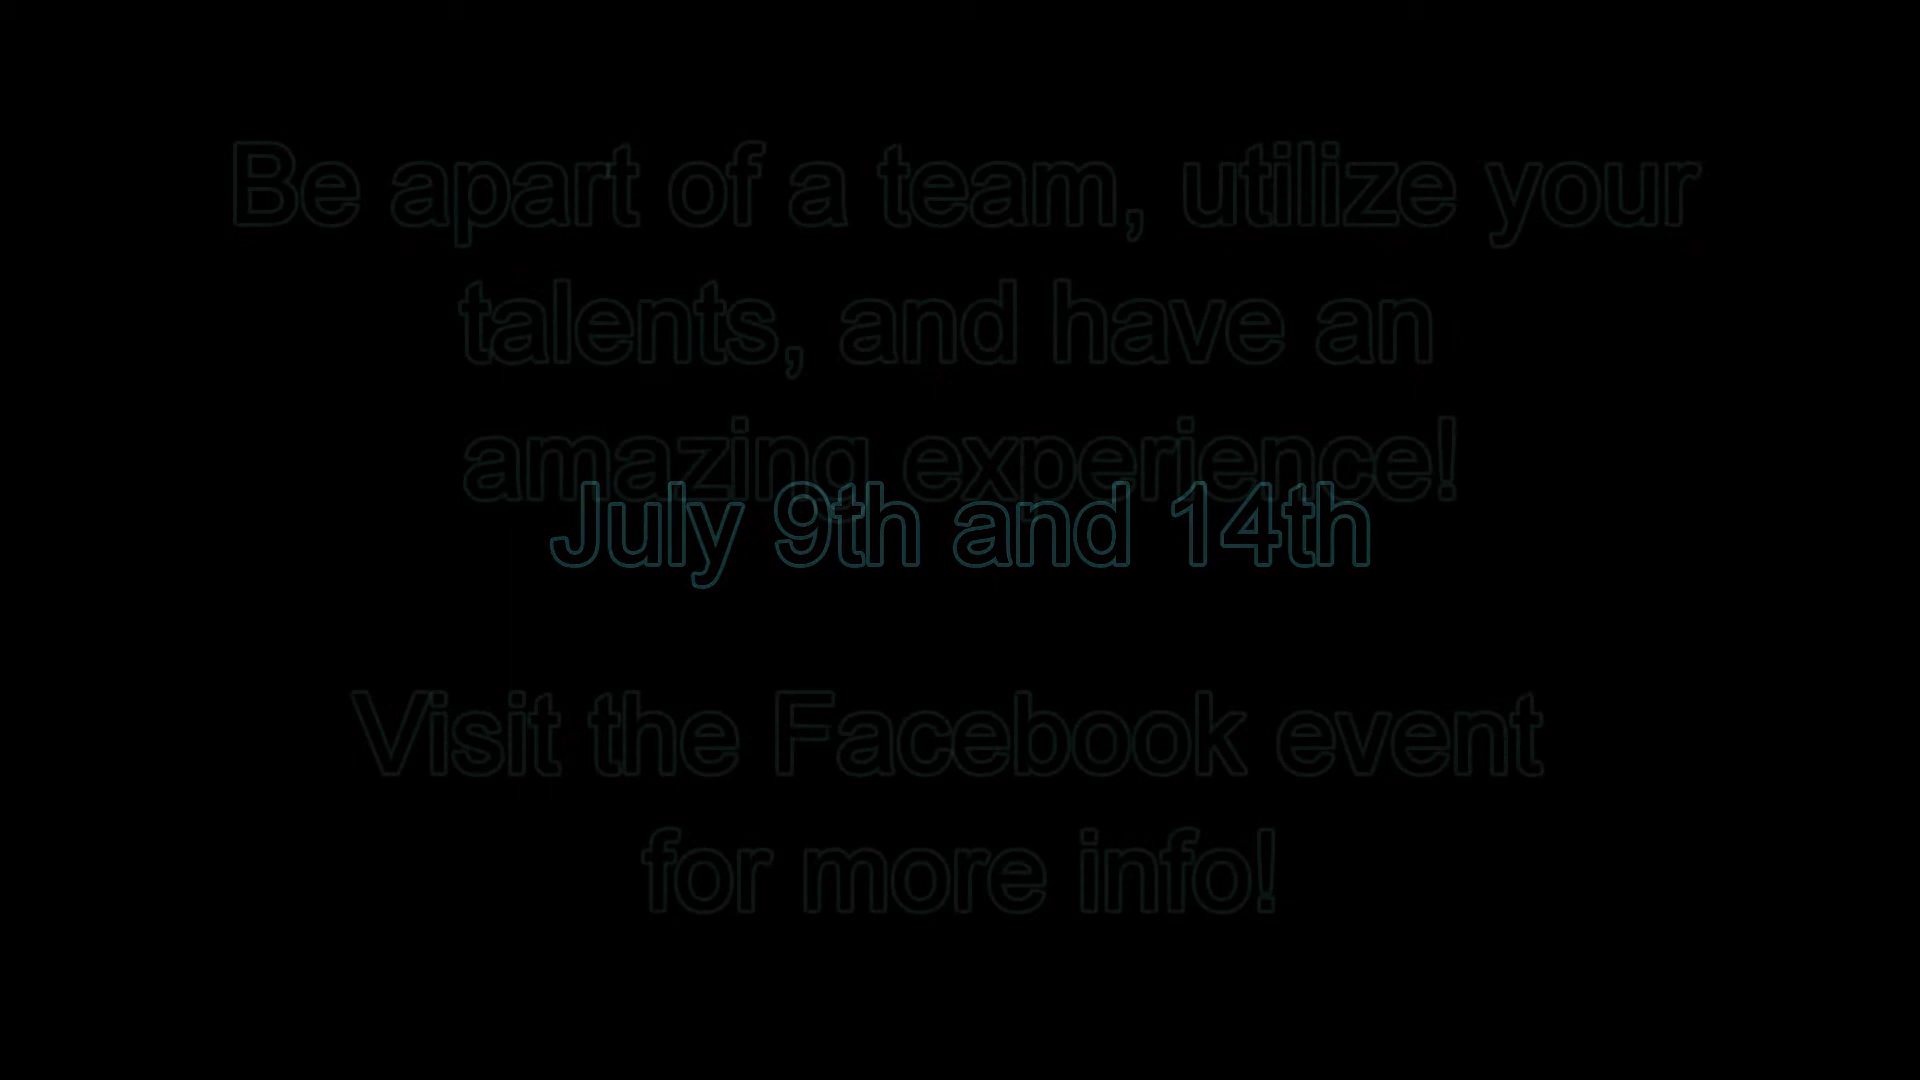 Be apart of a team, utilize your
talents, and have an
amazing experience!
July 9th and 14th
Visit the Facebook event
for more info!